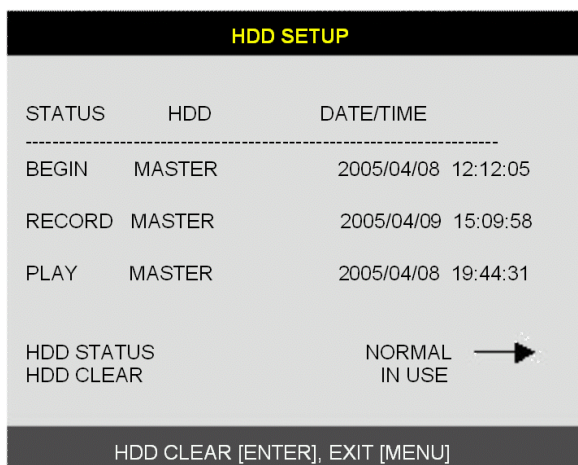 HDD SETUP
STATUS HDD DATE/TIME
BEGIN MASTER 2005/04/08 12:12:05
RECORD MASTER 2005/04/09 15:09:58
PLAY MASTER 2005/04/08 19:44:31
HDD STATUS NORMAL
HDD CLEAR IN USE
HDD CLEAR [ENTER], EXIT [MENU]